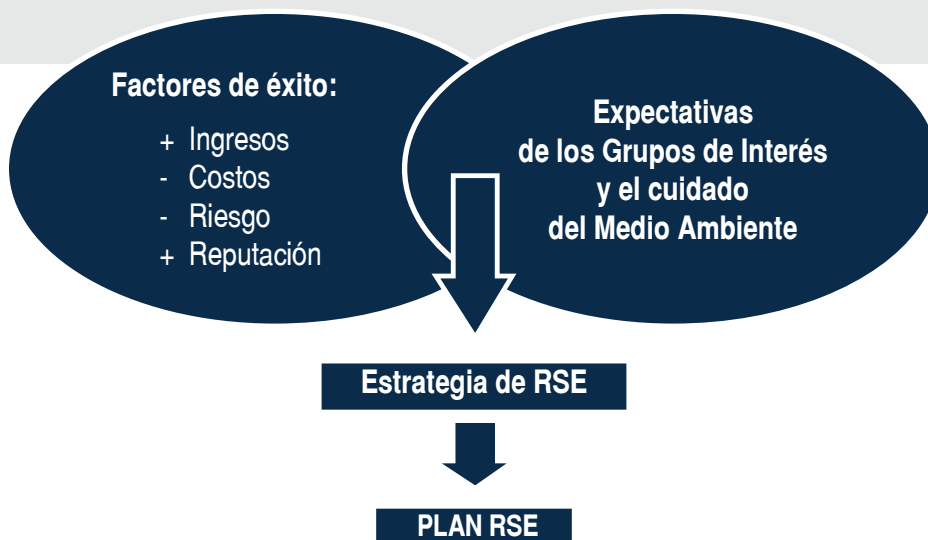 Factores de éxito:
+ Ingresos
- Costos
- Riesgo
+ Reputación
Expectativas
de los Grupos de Interés
y el cuidado
del Medio Ambiente
Estrategia de RSE
PLAN RSE